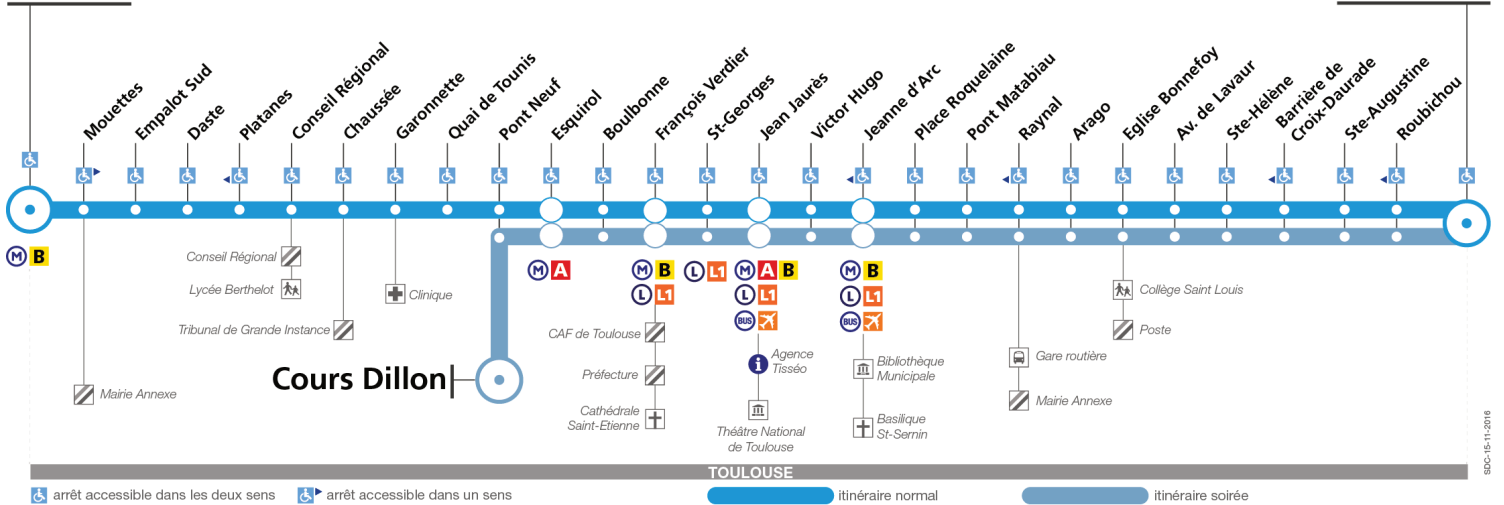 Mouettes
Empalot Sud
Daste
Platanes
Conseil Régional
Chaussée
Garonnette
Quai de Tounis
Pont Neuf
Esquirol
Boulbonne
François Verdier
St-Georges
Jean Jaurès
Victor Hugo
Jeanne d'Arc
Place Roquelaine
Pont Matabiau
Raynal
Arago
Eglise Bonnefoy
Av. de Lavaur
Ste-Hélène
Barrière de
Croix-Daurade
Ste-Augustine
Roubichou
M B
Conseil Régional
Lycée Berthelot
Tribunal de Grande Instance
Mairie Annexe
Clinique
Cours Dillon
M A
M B
L L1
CAF de Toulouse
Préfecture
Cathédrale
Saint-Etienne
L L1
M A B
L L1
BUS
i
Agence
Tisséo
Théâtre National
de Toulouse
M B
L L1
BUS
Bibliothèque
Municipale
Basilique
St-Sernin
Gare routière
Mairie Annexe
Collège Saint Louis
Poste
SDC-15-11-2016
TOULOUSE
arrêt accessible dans les deux sens
arrêt accessible dans un sens
itinéraire normal
itinéraire soirée